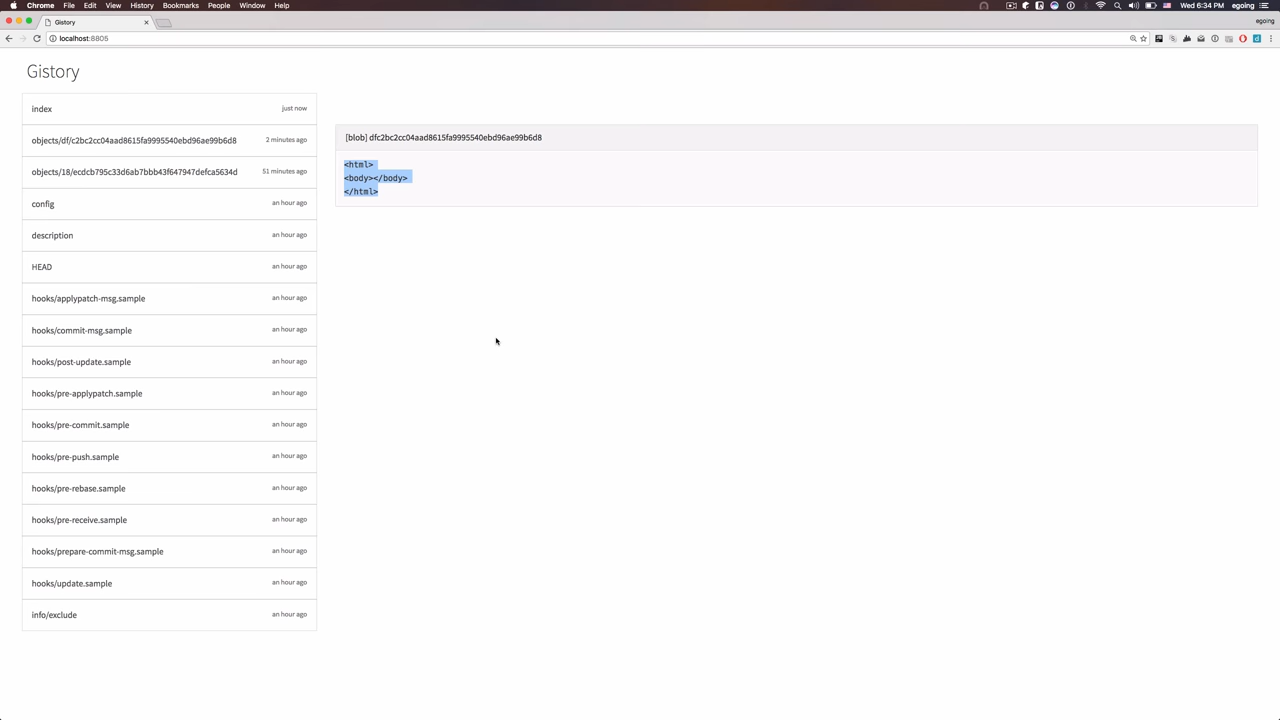 Chrome File Edit View History Bookmarks People Window Help
Wed 6:34 PM egoing
Gistory
egoing
localhost:8805
Gistory
index just now
objects/df/c2bc2cc04aad8615fa9995540ebd96ae99b6d8 2 minutes ago
objects/18/ecdcb795c33d6ab7bbb43f647947defca5634d 51 minutes ago
config an hour ago
description an hour ago
HEAD an hour ago
hooks/applypatch-msg.sample an hour ago
hooks/commit-msg.sample an hour ago
hooks/post-update.sample an hour ago
hooks/pre-applypatch.sample an hour ago
hooks/pre-commit.sample an hour ago
hooks/pre-push.sample an hour ago
hooks/pre-rebase.sample an hour ago
hooks/pre-receive.sample an hour ago
hooks/prepare-commit-msg.sample an hour ago
hooks/update.sample an hour ago
info/exclude an hour ago
[blob] dfc2bc2cc04aad8615fa9995540ebd96ae99b6d8
<html>
<body></body>
</html>